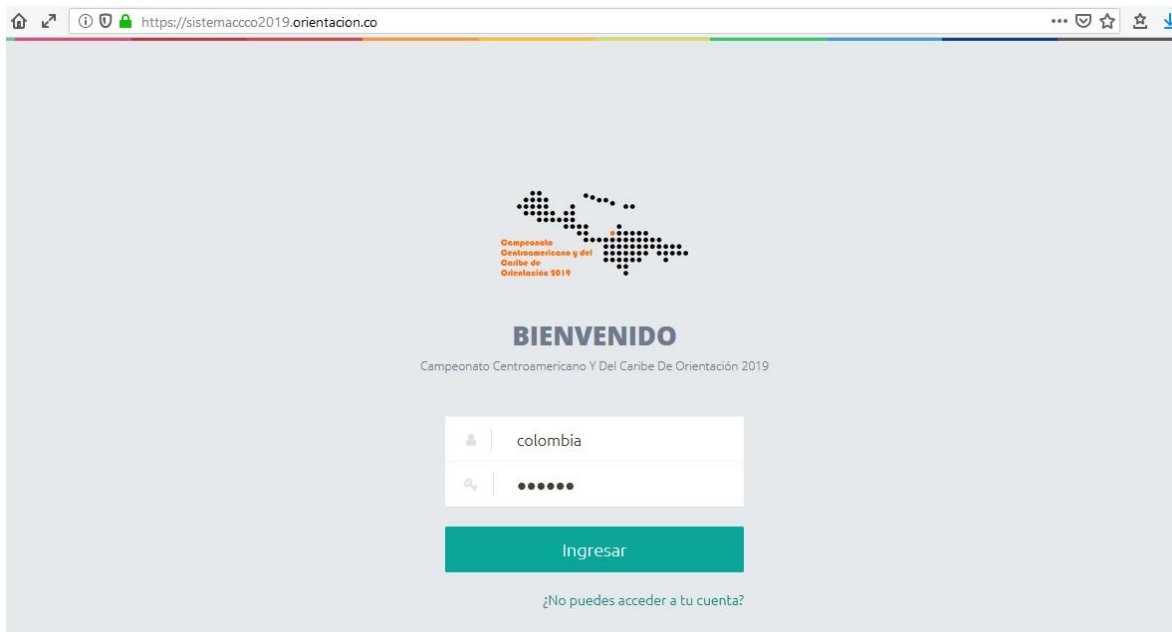 https://sistemaccco2019.orientacion.co
Campeonato
Centroamericano y del
Caribe de
Orientación 2019
BIENVENIDO
Campeonato Centroamericano Y Del Caribe De Orientación 2019
colombia
●●●●●●
Ingresar
¿No puedes acceder a tu cuenta?